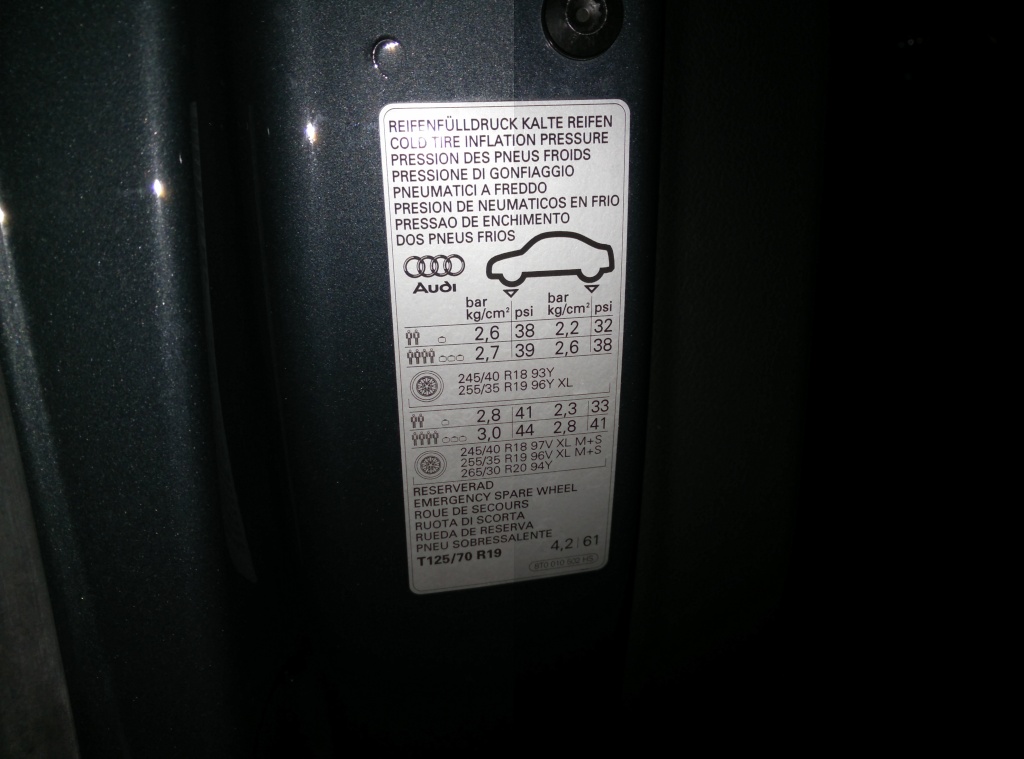 REIFENFÜLLDRUCK KALTE REIFEN
COLD TIRE INFLATION PRESSURE
PRESSION DES PNEUS FROIDS
PRESSIONE DI GONFIAGGIO
PNEUMATICI A FREDDO
PRESION DE NEUMATICOS EN FRIO
PRESSAO DE ENCHIMENTO
DOS PNEUS FRIOS
Audi
bar bar
kg/cm² psi kg/cm² psi
2,6 38 2,2 32
2,7 39 2,6 38
245/40 R18 93Y
255/35 R19 96Y XL
2,8 41 2,3 33
3,0 44 2,8 41
245/40 R18 97V XL M+S
255/35 R19 96V XL M+S
265/30 R20 94Y
RESERVERAD
EMERGENCY SPARE WHEEL
ROUE DE SECOURS
RUOTA DI SCORTA
RUEDA DE RESERVA
PNEU SOBRESSALENTE
T125/70 R19 4,2 61